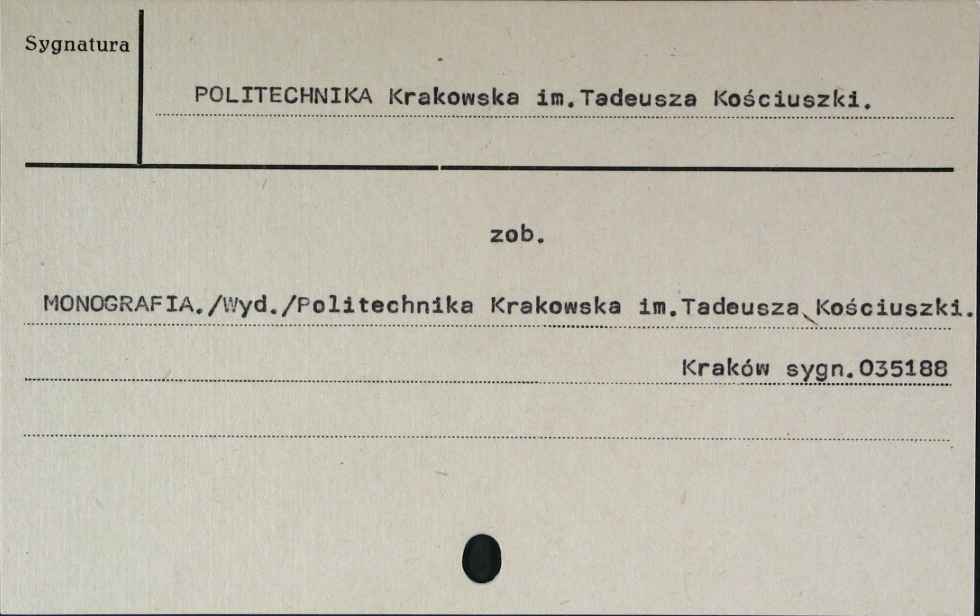 Sygnatura
POLITECHNIKA Krakowska im.Tadeusza Kościuszki.
zob.
MONOGRAFIA./Wyd./Politechnika Krakowska im.Tadeusza Kościuszki.
Kraków sygn.035188